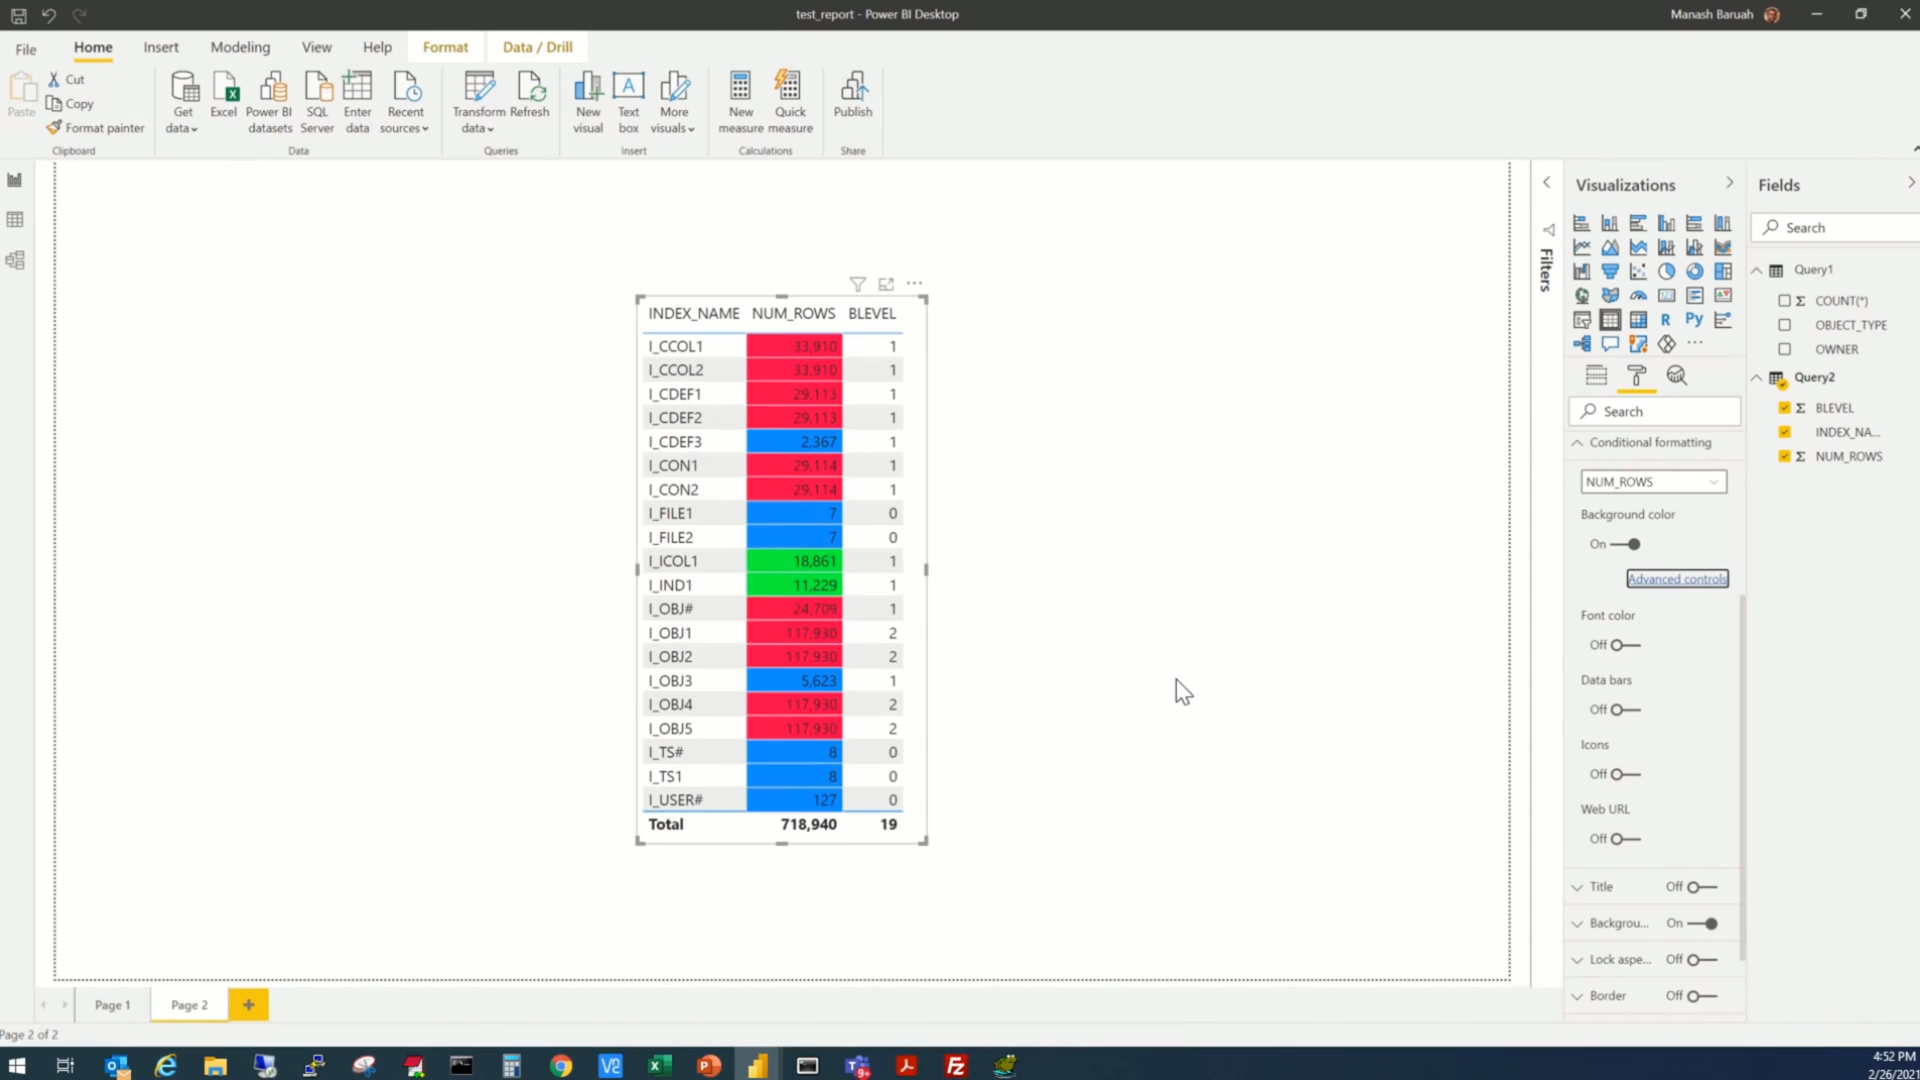 test_report - Power BI Desktop
Manash Baruah
File Home Insert Modeling View Help Format Data / Drill
Paste
Cut
Copy
Format painter
Clipboard
Get data
Excel
Power BI datasets
SQL Server
Enter data
Recent sources
Data
Transform data
Refresh
Queries
New visual
Text box
More visuals
Insert
New measure
Quick measure
Calculations
Publish
Share
INDEX_NAME NUM_ROWS BLEVEL
I_CCOL1 33,910 1
I_CCOL2 33,910 1
I_CDEF1 29,113 1
I_CDEF2 29,113 1
I_CDEF3 2,367 1
I_CON1 29,114 1
I_CON2 29,114 1
I_FILE1 7 0
I_FILE2 7 0
I_ICOL1 18,861 1
I_IND1 11,229 1
I_OBJ# 24,709 1
I_OBJ1 117,930 2
I_OBJ2 117,930 2
I_OBJ3 5,623 1
I_OBJ4 117,930 2
I_OBJ5 117,930 2
I_TS# 8 0
I_TS1 8 0
I_USER# 127 0
Total 718,940 19
Filters
Visualizations
R Py
Search
Conditional formatting
NUM_ROWS
Background color
On
Advanced controls
Font color
Off
Data bars
Off
Icons
Off
Web URL
Off
Title Off
Backgrou... On
Lock aspe... Off
Border Off
Fields
Search
Query1
Σ COUNT(*)
OBJECT_TYPE
OWNER
Query2
Σ BLEVEL
INDEX_NA...
Σ NUM_ROWS
Page 1 Page 2 +
Page 2 of 2
4:52 PM
2/26/2021